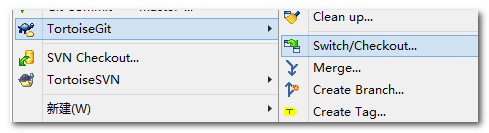 TortoiseGit
SVN Checkout...
TortoiseSVN
新建(W)
Clean up...
Switch/Checkout...
Merge...
Create Branch...
Create Tag...